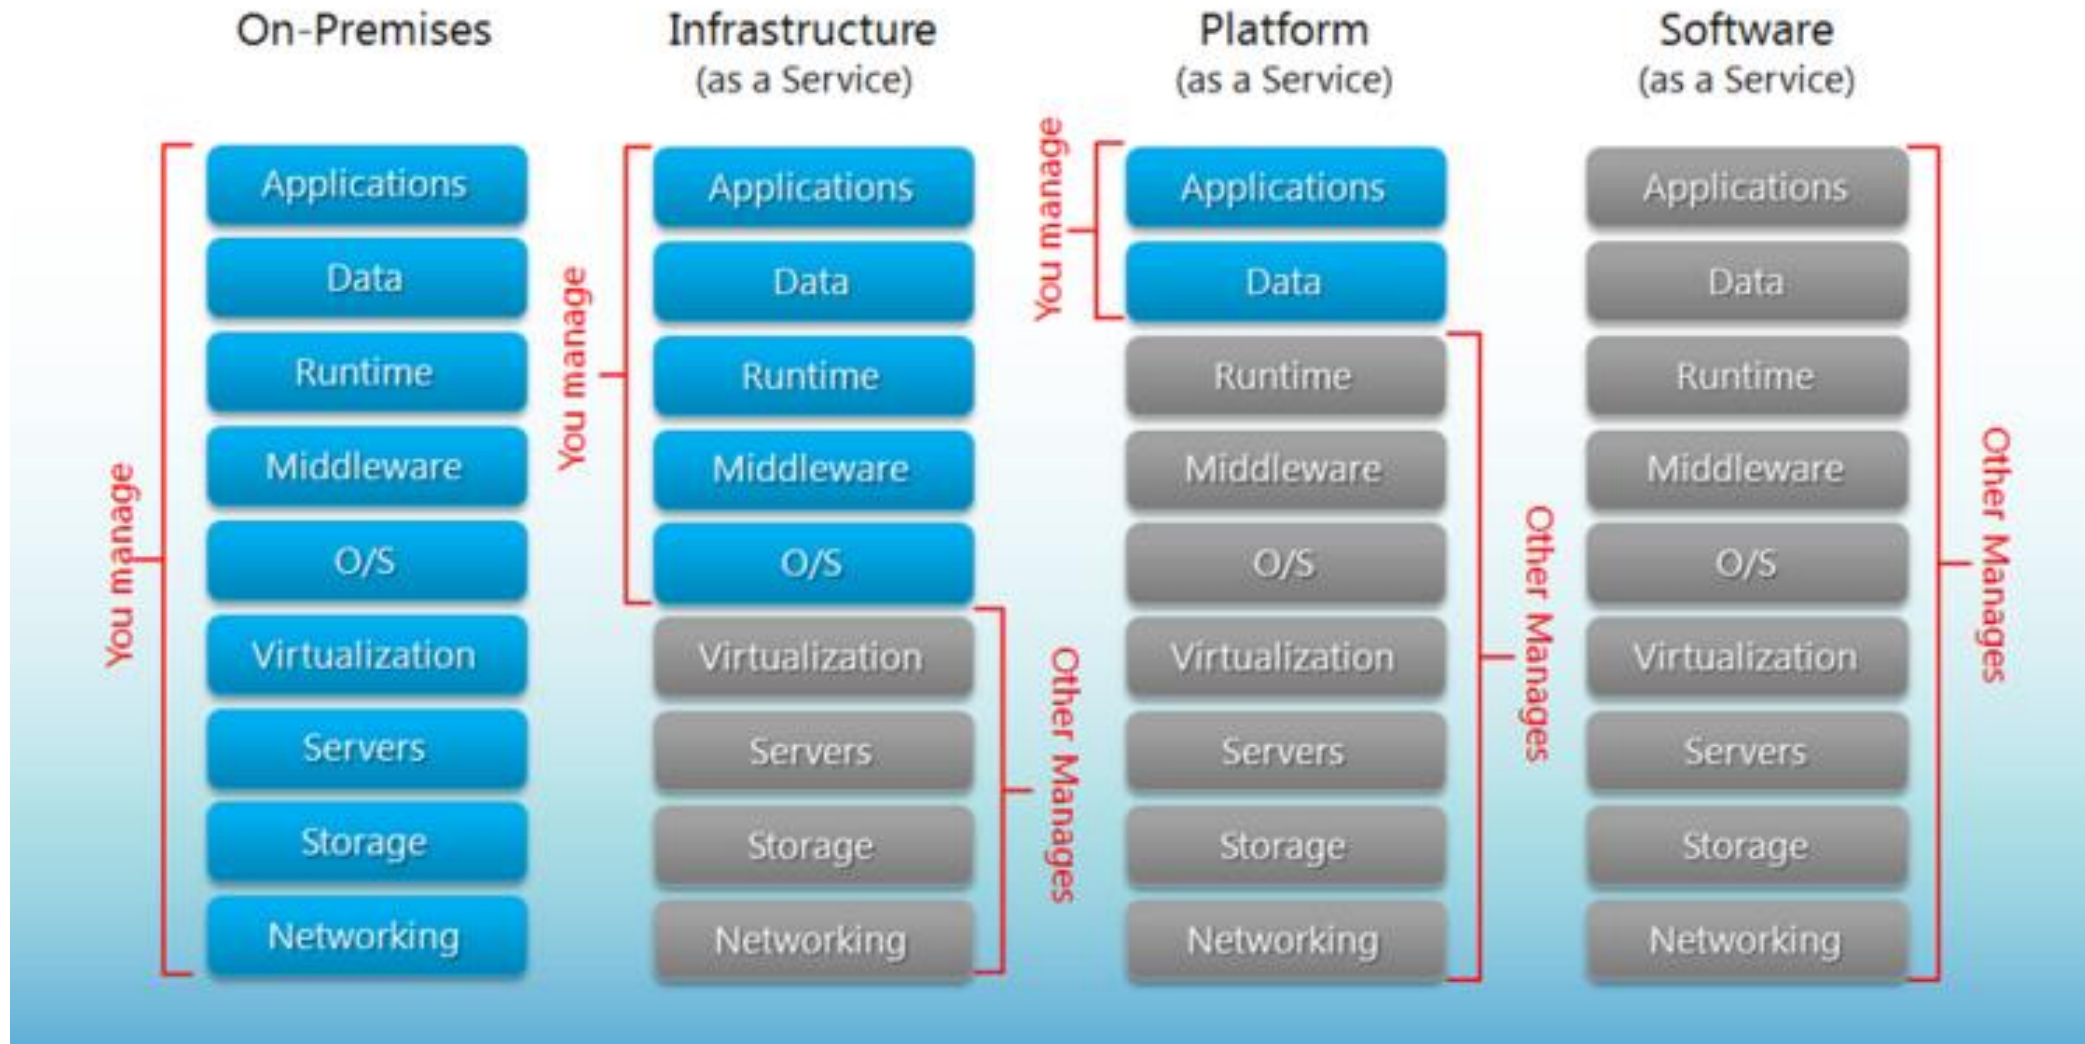 On-Premises
You manage
Applications
Data
Runtime
Middleware
O/S
Virtualization
Servers
Storage
Networking
Infrastructure
(as a Service)
You manage
Applications
Data
Runtime
Middleware
O/S
Virtualization
Servers
Storage
Networking
Other Manages
Platform
(as a Service)
You manage
Applications
Data
Runtime
Middleware
O/S
Virtualization
Servers
Storage
Networking
Other Manages
Software
(as a Service)
Applications
Data
Runtime
Middleware
O/S
Virtualization
Servers
Storage
Networking
Other Manages